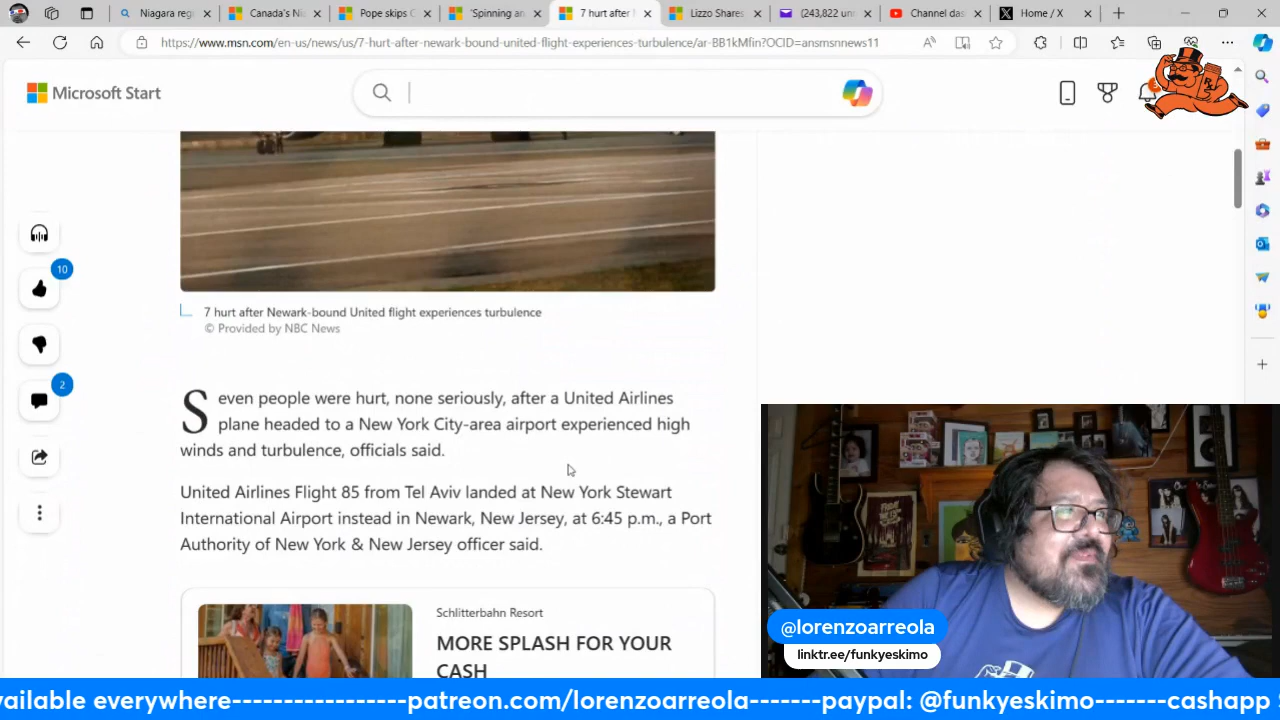 Niagara reg
Canada's Ni
Pope skips C
'Spinning an
7 hurt after
Lizzo Shares
(243,822 unr
Channel das
Home / X
https://www.msn.com/en-us/news/us/7-hurt-after-newark-bound-united-flight-experiences-turbulence/ar-BB1kMfin?OCID=ansmsnnews11
Microsoft Start
10
2
7 hurt after Newark-bound United flight experiences turbulence
© Provided by NBC News
Seven people were hurt, none seriously, after a United Airlines
plane headed to a New York City-area airport experienced high
winds and turbulence, officials said.
United Airlines Flight 85 from Tel Aviv landed at New York Stewart
International Airport instead in Newark, New Jersey, at 6:45 p.m., a Port
Authority of New York & New Jersey officer said.
Schlitterbahn Resort
MORE SPLASH FOR YOUR
CASH
@lorenzoarreola
linktr.ee/funkyeskimo
vailable everywhere-----------------patreon.com/lorenzoarreola-------paypal: @funkyeskimo-------cashapp